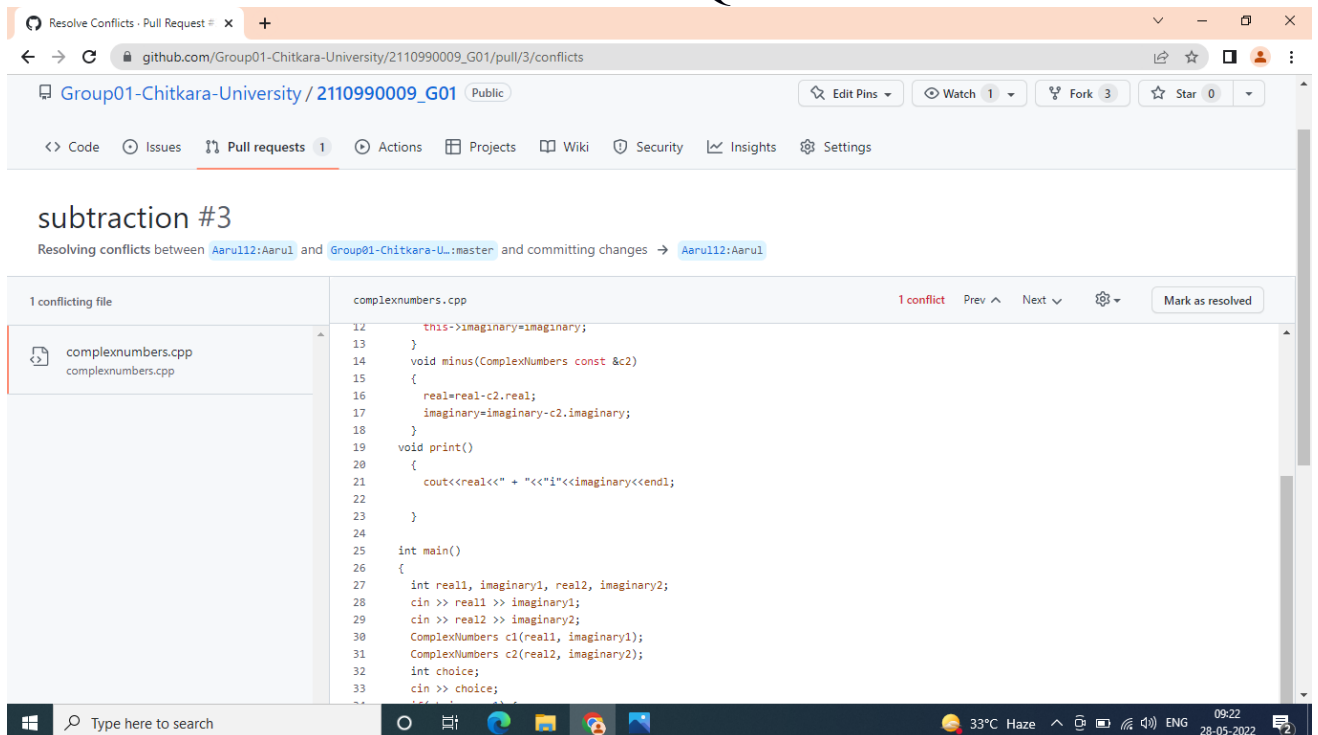 Resolve Conflicts · Pull Request #
github.com/Group01-Chitkara-University/2110990009_G01/pull/3/conflicts
Group01-Chitkara-University / 2110990009_G01 Public
Edit Pins Watch 1 Fork 3 Star 0
<> Code Issues Pull requests 1 Actions Projects Wiki Security Insights Settings
subtraction #3
Resolving conflicts between Aarul12:Aarul and Group01-Chitkara-U…:master and committing changes → Aarul12:Aarul
1 conflicting file
complexnumbers.cpp
complexnumbers.cpp
complexnumbers.cpp 1 conflict Prev Next Mark as resolved
12 this->imaginary=imaginary;
13 }
14 void minus(ComplexNumbers const &c2)
15 {
16 real=real-c2.real;
17 imaginary=imaginary-c2.imaginary;
18 }
19 void print()
20 {
21 cout<<real<<" + "<<"i"<<imaginary<<endl;
22
23 }
24
25 int main()
26 {
27 int real1, imaginary1, real2, imaginary2;
28 cin >> real1 >> imaginary1;
29 cin >> real2 >> imaginary2;
30 ComplexNumbers c1(real1, imaginary1);
31 ComplexNumbers c2(real2, imaginary2);
32 int choice;
33 cin >> choice;
Type here to search
33°C Haze ENG
09:22
28-05-2022
2